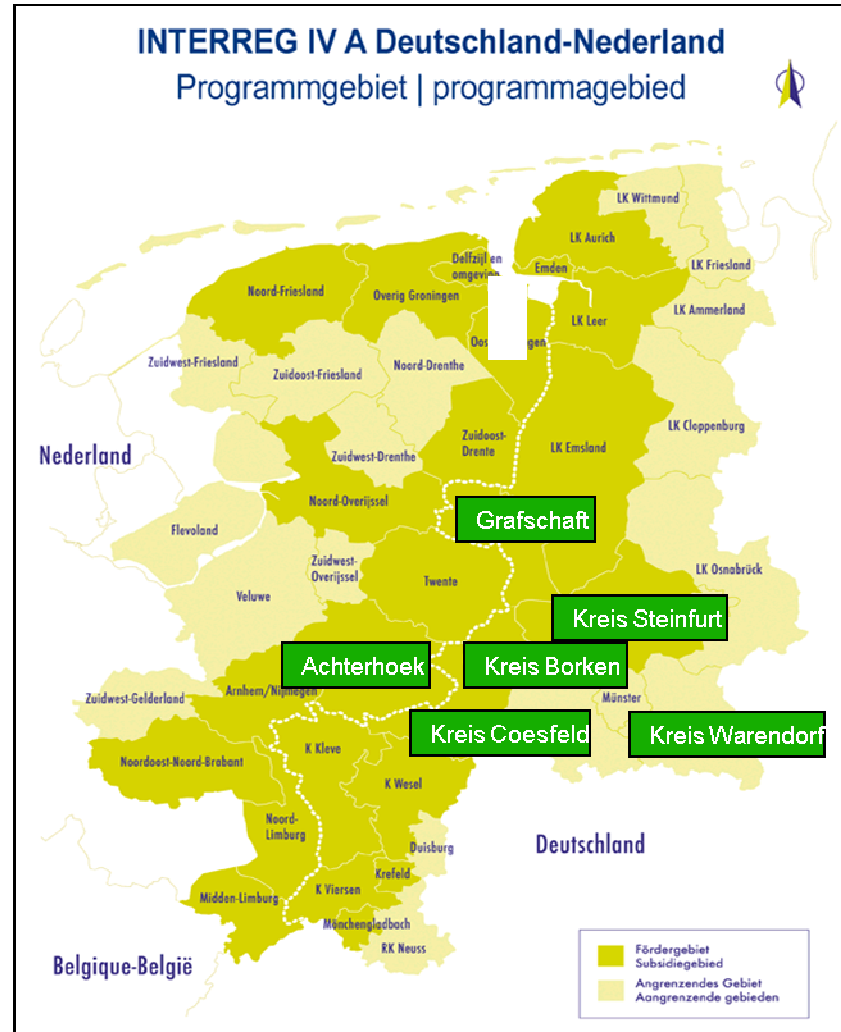 INTERREG IV A Deutschland-Nederland
Programmgebiet | programmagebied
LK Wittmund
LK Aurich
Delfzijl en
omgeving
Emden
LK Friesland
Noord-Friesland
Overig Groningen
LK Ammerland
LK Leer
Zuidwest-Friesland
Zuidoost-Friesland
Noord-Drenthe
LK Cloppenburg
Zuidoost-
Drente
LK Emsland
Nederland
Zuidwest-Drenthe
Noord-Overijssel
Grafschaft
Flevoland
Zuidwest-
Overijssel
Twente
LK Osnabrück
Veluwe
Kreis Steinfurt
Achterhoek
Kreis Borken
Arnhem/Nijmegen
Zuidwest-Gelderland
Münster
Kreis Coesfeld
Kreis Warendorf
K Kleve
Noordoost-Noord-Brabant
K Wesel
Noord-
Limburg
Duisburg
Deutschland
Krefeld
K Viersen
Midden-Limburg
Mönchengladbach
RK Neuss
Belgique-België
Fördergebiet
Subsidiegebied
Angrenzendes Gebiet
Aangrenzende gebieden